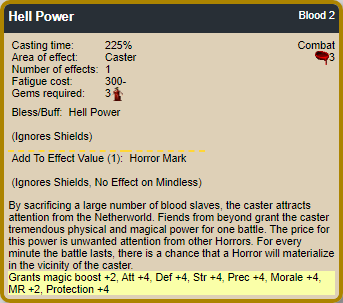 Hell Power Blood 2
Casting time: 225% Combat
Area of effect: Caster 3
Number of effects: 1
Fatigue cost: 300-
Gems required: 3
Bless/Buff: Hell Power
(Ignores Shields)
Add To Effect Value (1): Horror Mark
(Ignores Shields, No Effect on Mindless)
By sacrificing a large number of blood slaves, the caster attracts
attention from the Netherworld. Fiends from beyond grant the caster
tremendous physical and magical power for one battle. The price for
this power is unwanted attention from other Horrors. For every
minute the battle lasts, there is a chance that a Horror will materialize
in the vicinity of the caster.
Grants magic boost +2, Att +4, Def +4, Str +4, Prec +4, Morale +4,
MR +2, Protection +4